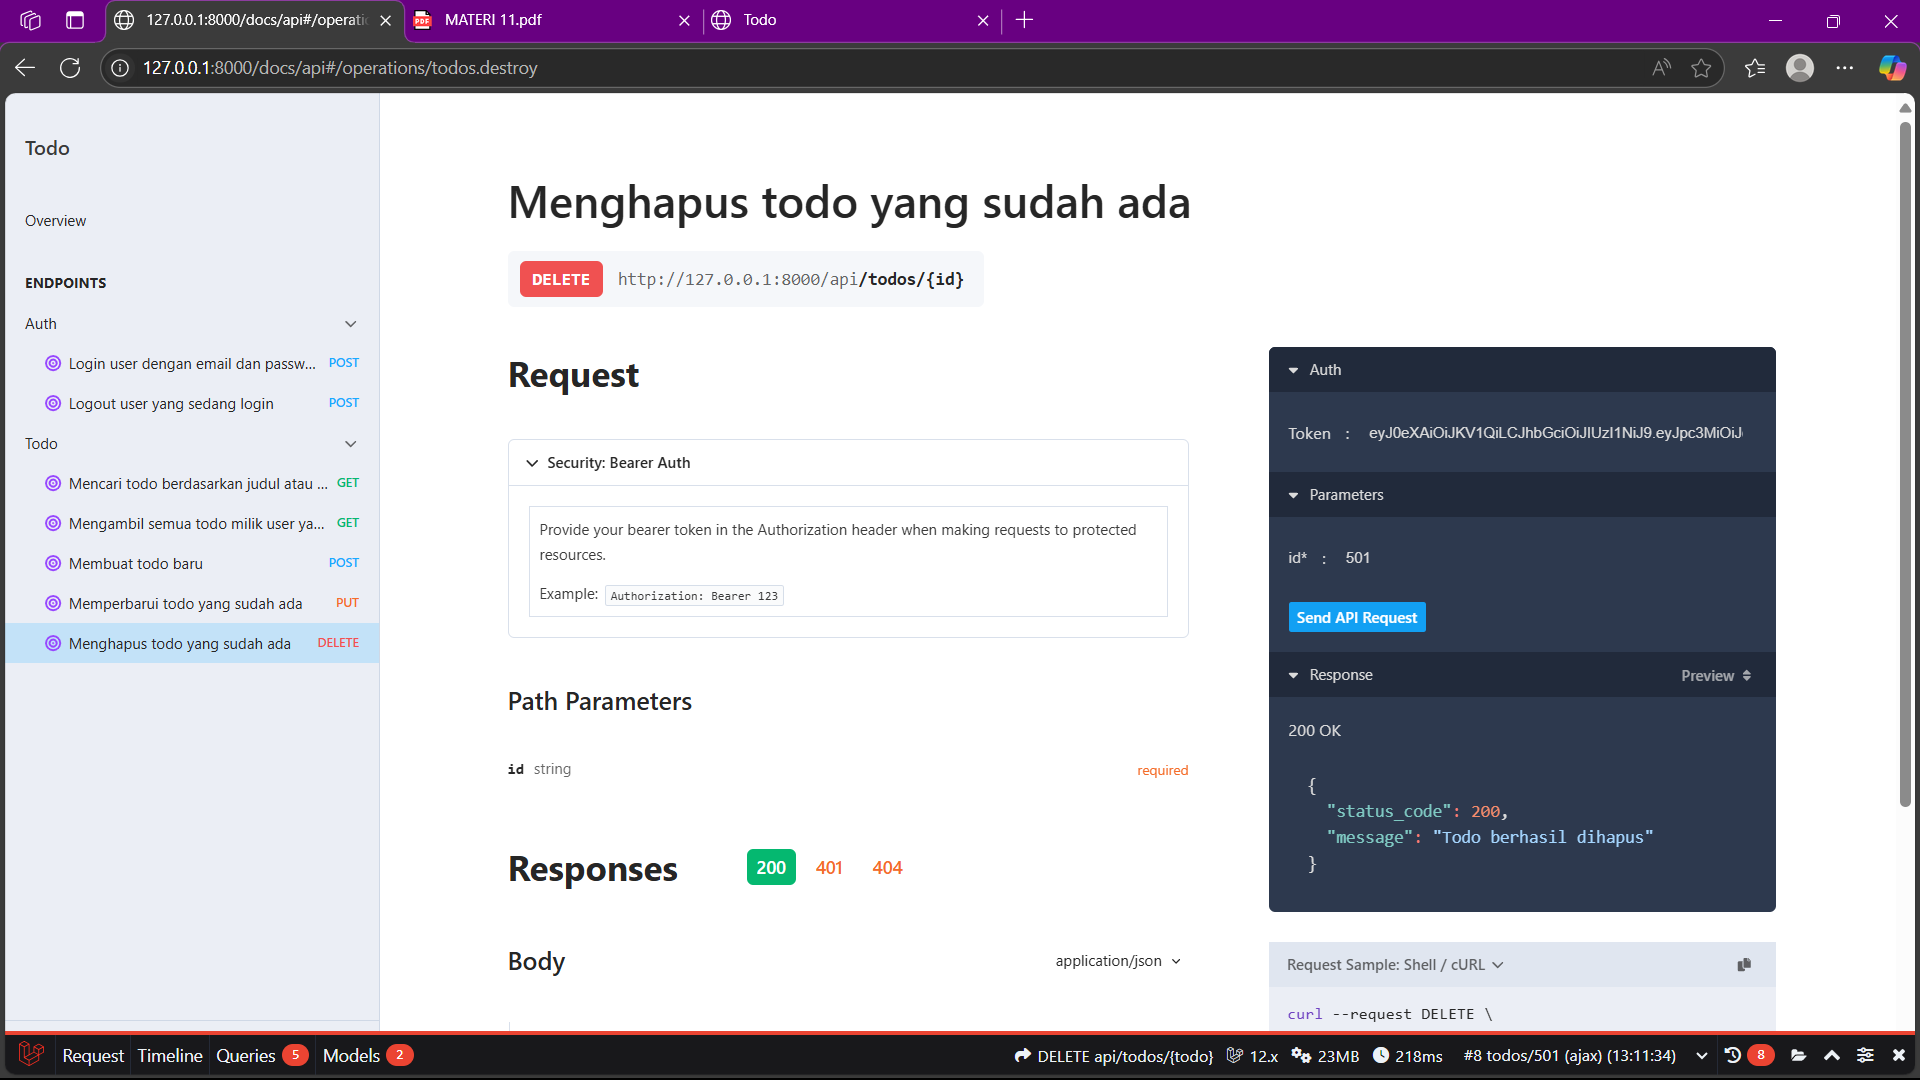 127.0.0.1:8000/docs/api#/operatio
MATERI 11.pdf
Todo
127.0.0.1:8000/docs/api#/operations/todos.destroy
Todo
Overview
ENDPOINTS
Auth
Login user dengan email dan passw... POST
Logout user yang sedang login POST
Todo
Mencari todo berdasarkan judul atau ... GET
Mengambil semua todo milik user ya... GET
Membuat todo baru POST
Memperbarui todo yang sudah ada PUT
Menghapus todo yang sudah ada DELETE
Menghapus todo yang sudah ada
DELETE http://127.0.0.1:8000/api/todos/{id}
Request
Security: Bearer Auth
Provide your bearer token in the Authorization header when making requests to protected
resources.
Example: Authorization: Bearer 123
Path Parameters
id string required
Responses 200 401 404
Body application/json
Auth
Token : eyJ0eXAiOiJKV1QiLCJhbGciOiJIUzI1NiJ9.eyJpc3MiOiJ
Parameters
id* : 501
Send API Request
Response Preview
200 OK
{
"status_code": 200,
"message": "Todo berhasil dihapus"
}
Request Sample: Shell / cURL
curl --request DELETE \
Request Timeline Queries 5 Models 2 DELETE api/todos/{todo} 12.x 23MB 218ms #8 todos/501 (ajax) (13:11:34) 8